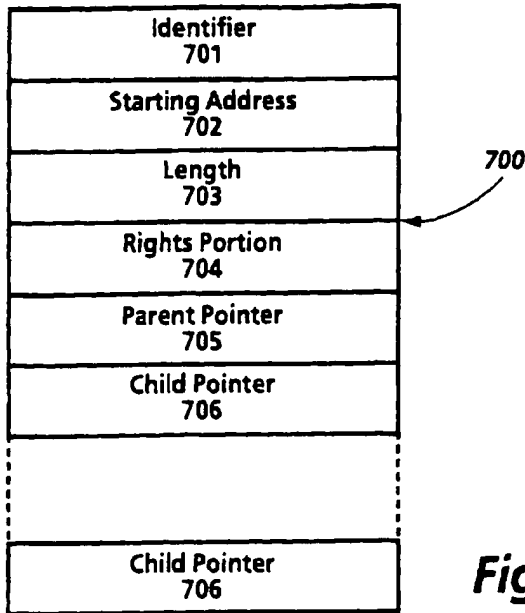 Identifier
701
Starting Address
702
Length
703
700
Rights Portion
704
Parent Pointer
705
Child Pointer
706
Child Pointer
706
Fig